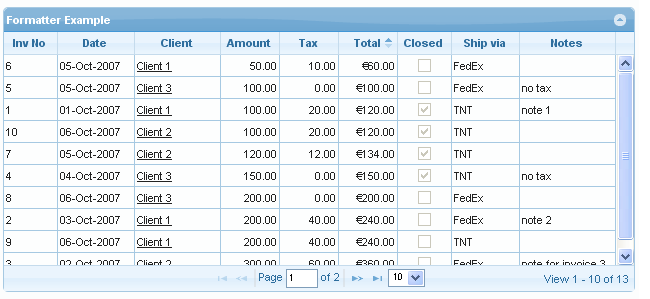 Formatter Example
Inv No Date Client Amount Tax Total Closed Ship via Notes
6 05-Oct-2007 Client 1 50.00 10.00 €60.00 FedEx
5 05-Oct-2007 Client 3 100.00 0.00 €100.00 FedEx no tax
1 01-Oct-2007 Client 1 100.00 20.00 €120.00 TNT note 1
10 06-Oct-2007 Client 2 100.00 20.00 €120.00 TNT
7 05-Oct-2007 Client 2 120.00 12.00 €134.00 TNT
4 04-Oct-2007 Client 3 150.00 0.00 €150.00 TNT no tax
8 06-Oct-2007 Client 3 200.00 0.00 €200.00 FedEx
2 03-Oct-2007 Client 1 200.00 40.00 €240.00 FedEx note 2
9 06-Oct-2007 Client 1 200.00 40.00 €240.00 TNT
3 02-Oct-2007 Client 2 300.00 60.00 €360.00 FedEx note for invoice 3
Page 1 of 2 10 View 1 - 10 of 13